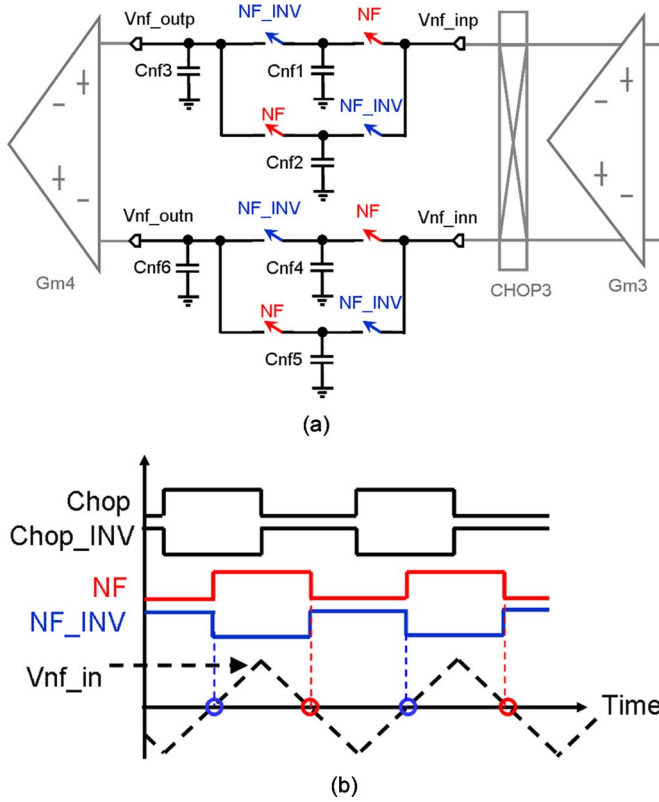 NF_INV NF
Vnf_outp Vnf_inp
Cnf3 Cnf1
NF NF_INV
Cnf2
Vnf_outn NF_INV NF Vnf_inn
Gm4 Cnf6 Cnf4 CHOP3 Gm3
NF NF_INV
Cnf5
(a)
Chop
Chop_INV
NF
NF_INV
Vnf_in
Time
(b)